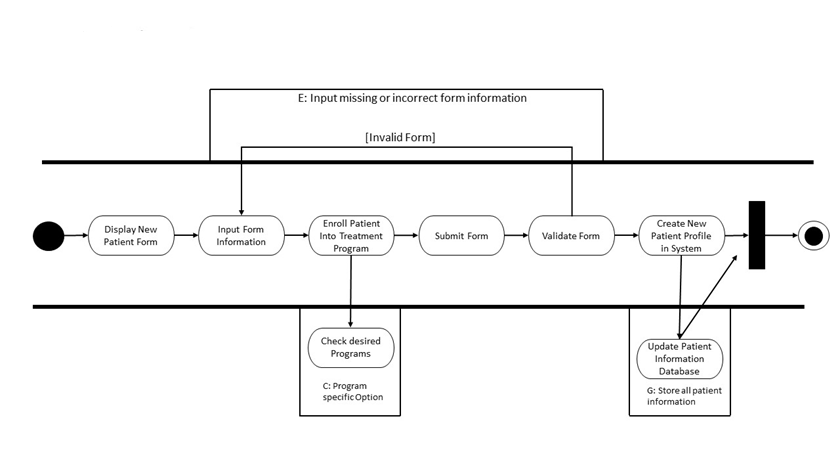 E: Input missing or incorrect form information
[Invalid Form]
Display New
Patient Form
Input Form
Information
Enroll Patient
Into Treatment
Program
Submit Form
Validate Form
Create New
Patient Profile
in System
Check desired
Programs
C: Program
specific Option
Update Patient
Information
Database
G: Store all patient
information